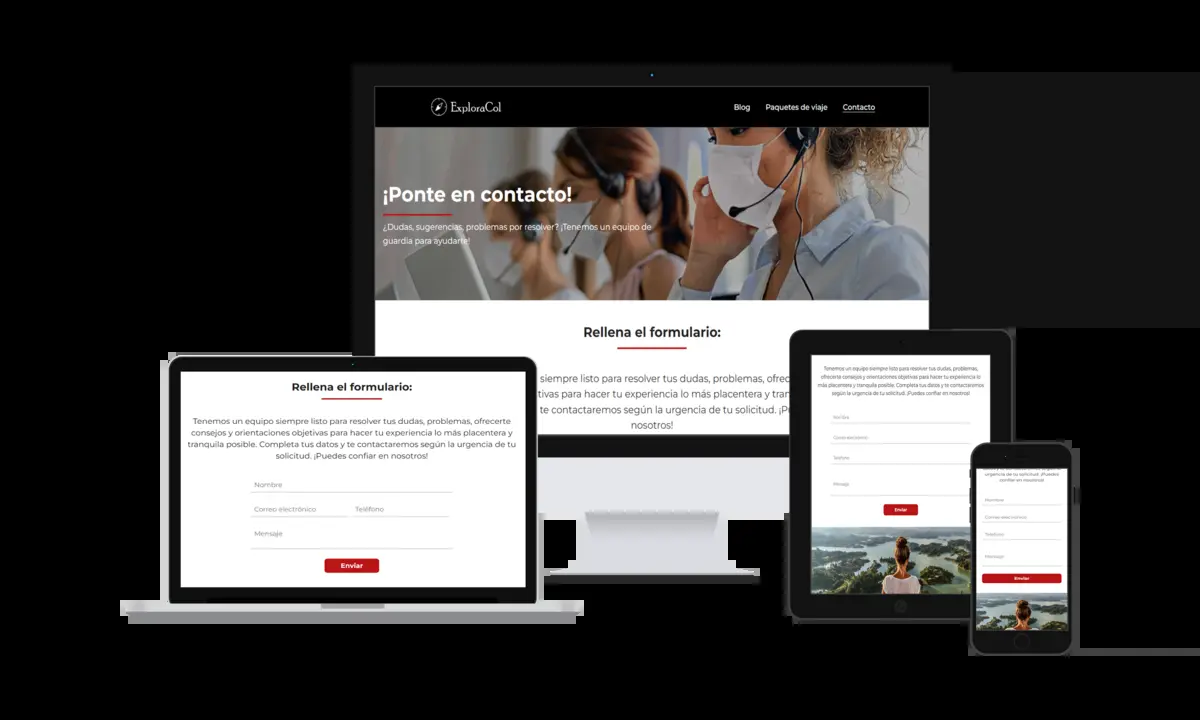 ExploraCol
Blog
Paquetes de viaje
Contacto
¡Ponte en contacto!
¿Dudas, sugerencias, problemas por resolver? ¡Tenemos un equipo de
guardia para ayudarte!
Rellena el formulario:
siempre listo para resolver tus dudas, problemas, ofrec
tivas para hacer tu experiencia lo más placentera y tran
te contactaremos según la urgencia de tu solicitud. ¡Pu
nosotros!
Rellena el formulario:
Tenemos un equipo siempre listo para resolver tus dudas, problemas, ofrecerte
consejos y orientaciones objetivas para hacer tu experiencia lo más placentera y
tranquila posible. Completa tus datos y te contactaremos según la urgencia de tu
solicitud. ¡Puedes confiar en nosotros!
Nombre
Correo electrónico
Teléfono
Mensaje
Enviar
Tenemos un equipo siempre listo para resolver tus dudas, problemas,
ofrecerte consejos y orientaciones objetivas para hacer tu experiencia lo
más placentera y tranquila posible. Completa tus datos y te contactaremos
según la urgencia de tu solicitud. ¡Puedes confiar en nosotros!
Nombre
Correo electrónico
Teléfono
Mensaje
Enviar
urgencia de tu solicitud. ¡Puedes
confiar en nosotros!
Nombre
Correo electrónico
Teléfono
Mensaje
Enviar